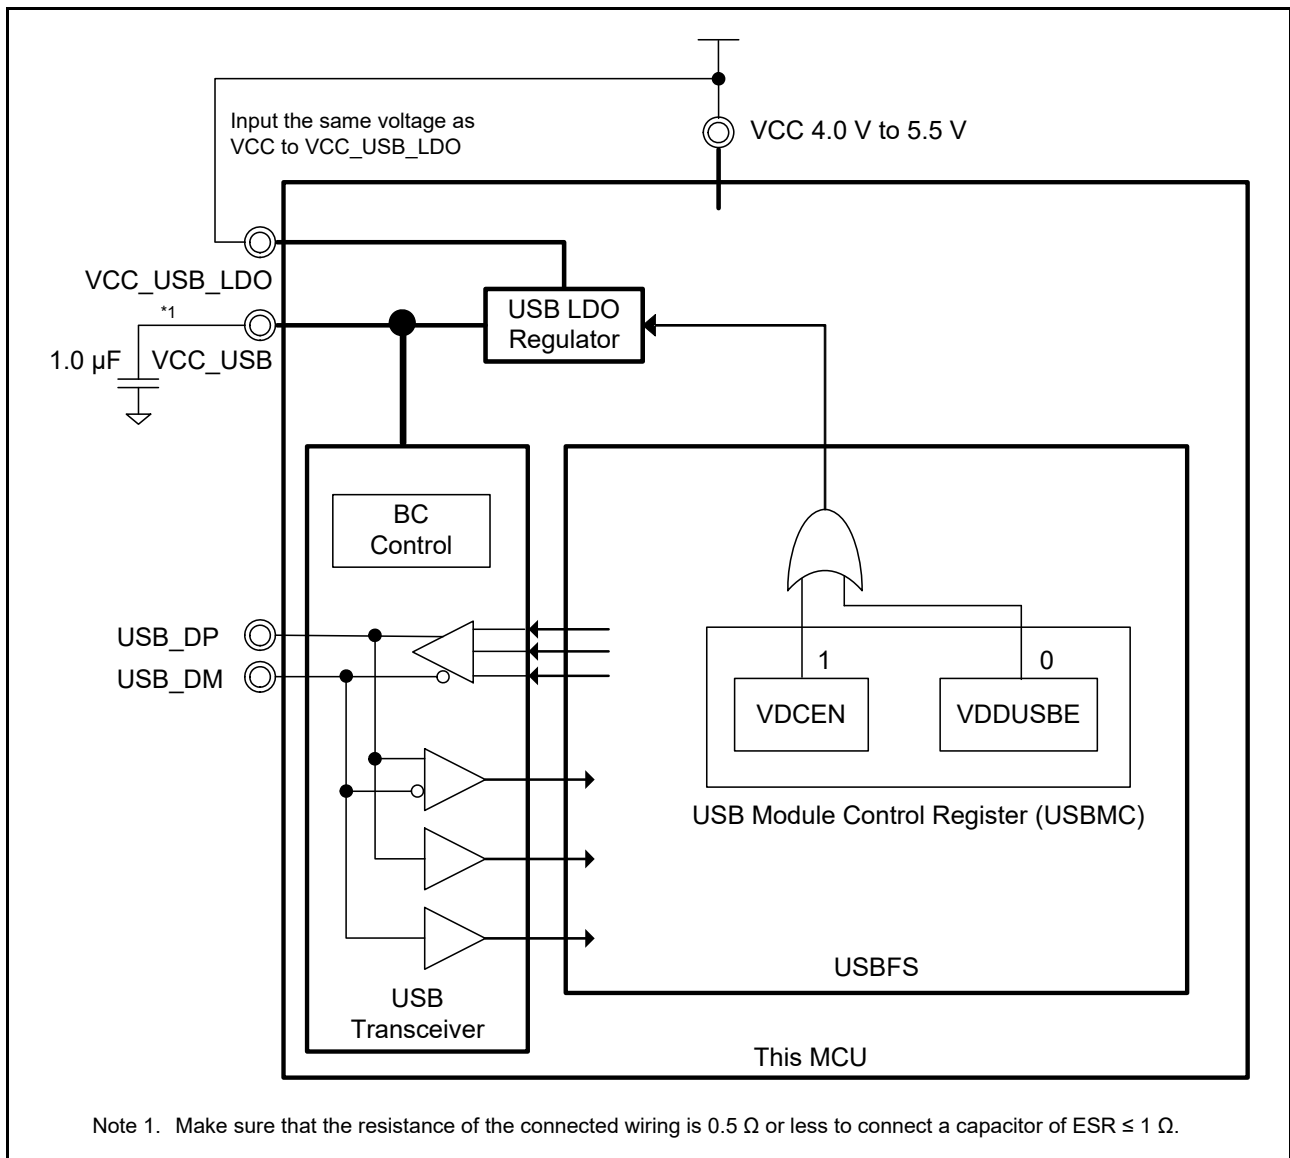 Input the same voltage as
VCC to VCC_USB_LDO
VCC 4.0 V to 5.5 V
VCC_USB_LDO
*1
1.0 µF
VCC_USB
USB LDO
Regulator
BC
Control
USB_DP
USB_DM
1
0
VDCEN
VDDUSBE
USB Module Control Register (USBMC)
USBFS
USB
Transceiver
This MCU
Note 1. Make sure that the resistance of the connected wiring is 0.5 Ω or less to connect a capacitor of ESR ≤ 1 Ω.